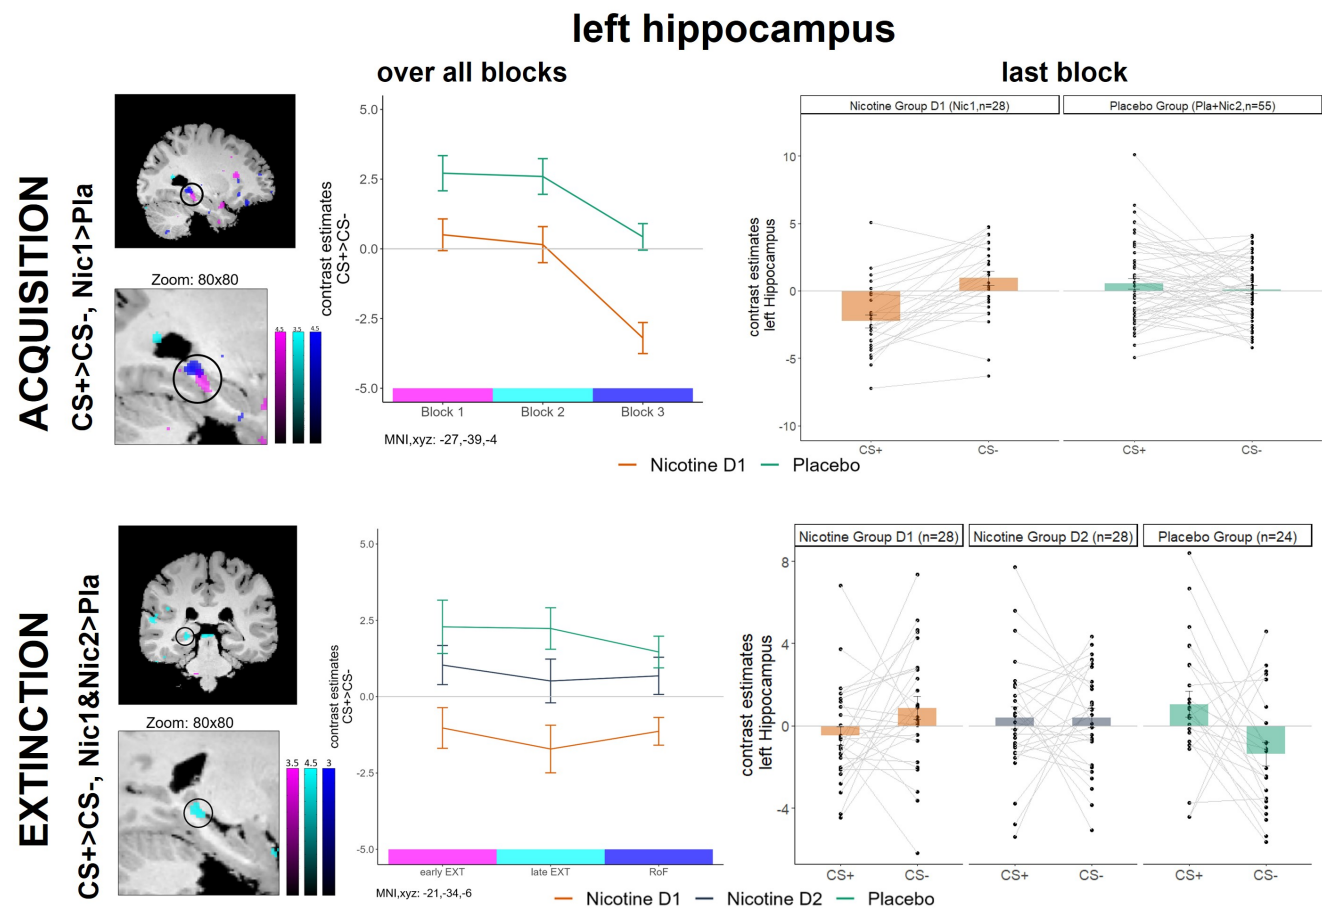 left hippocampus
over all blocks
last block
ACQUISITION
CS+>CS-, Nic1>Pla
Zoom: 80x80
4.5 3.5 4.5
contrast estimates
CS+>CS-
5.0
2.5
0.0
-2.5
-5.0
Block 1 Block 2 Block 3
MNI,xyz: -27,-39,-4
Nicotine Group D1 (Nic1,n=28) Placebo Group (Pla+Nic2,n=55)
contrast estimates
left Hippocampus
10
5
0
-5
-10
CS+ CS- CS+ CS-
Nicotine D1 Placebo
EXTINCTION
CS+>CS-, Nic1&Nic2>Pla
Zoom: 80x80
3.5 4.5 3
contrast estimates
CS+>CS-
5.0
2.5
0.0
-2.5
-5.0
early EXT late EXT RoF
MNI,xyz: -21,-34,-6
Nicotine Group D1 (n=28) Nicotine Group D2 (n=28) Placebo Group (n=24)
contrast estimates
left Hippocampus
8
4
0
-4
CS+ CS- CS+ CS- CS+ CS-
Nicotine D1 Nicotine D2 Placebo